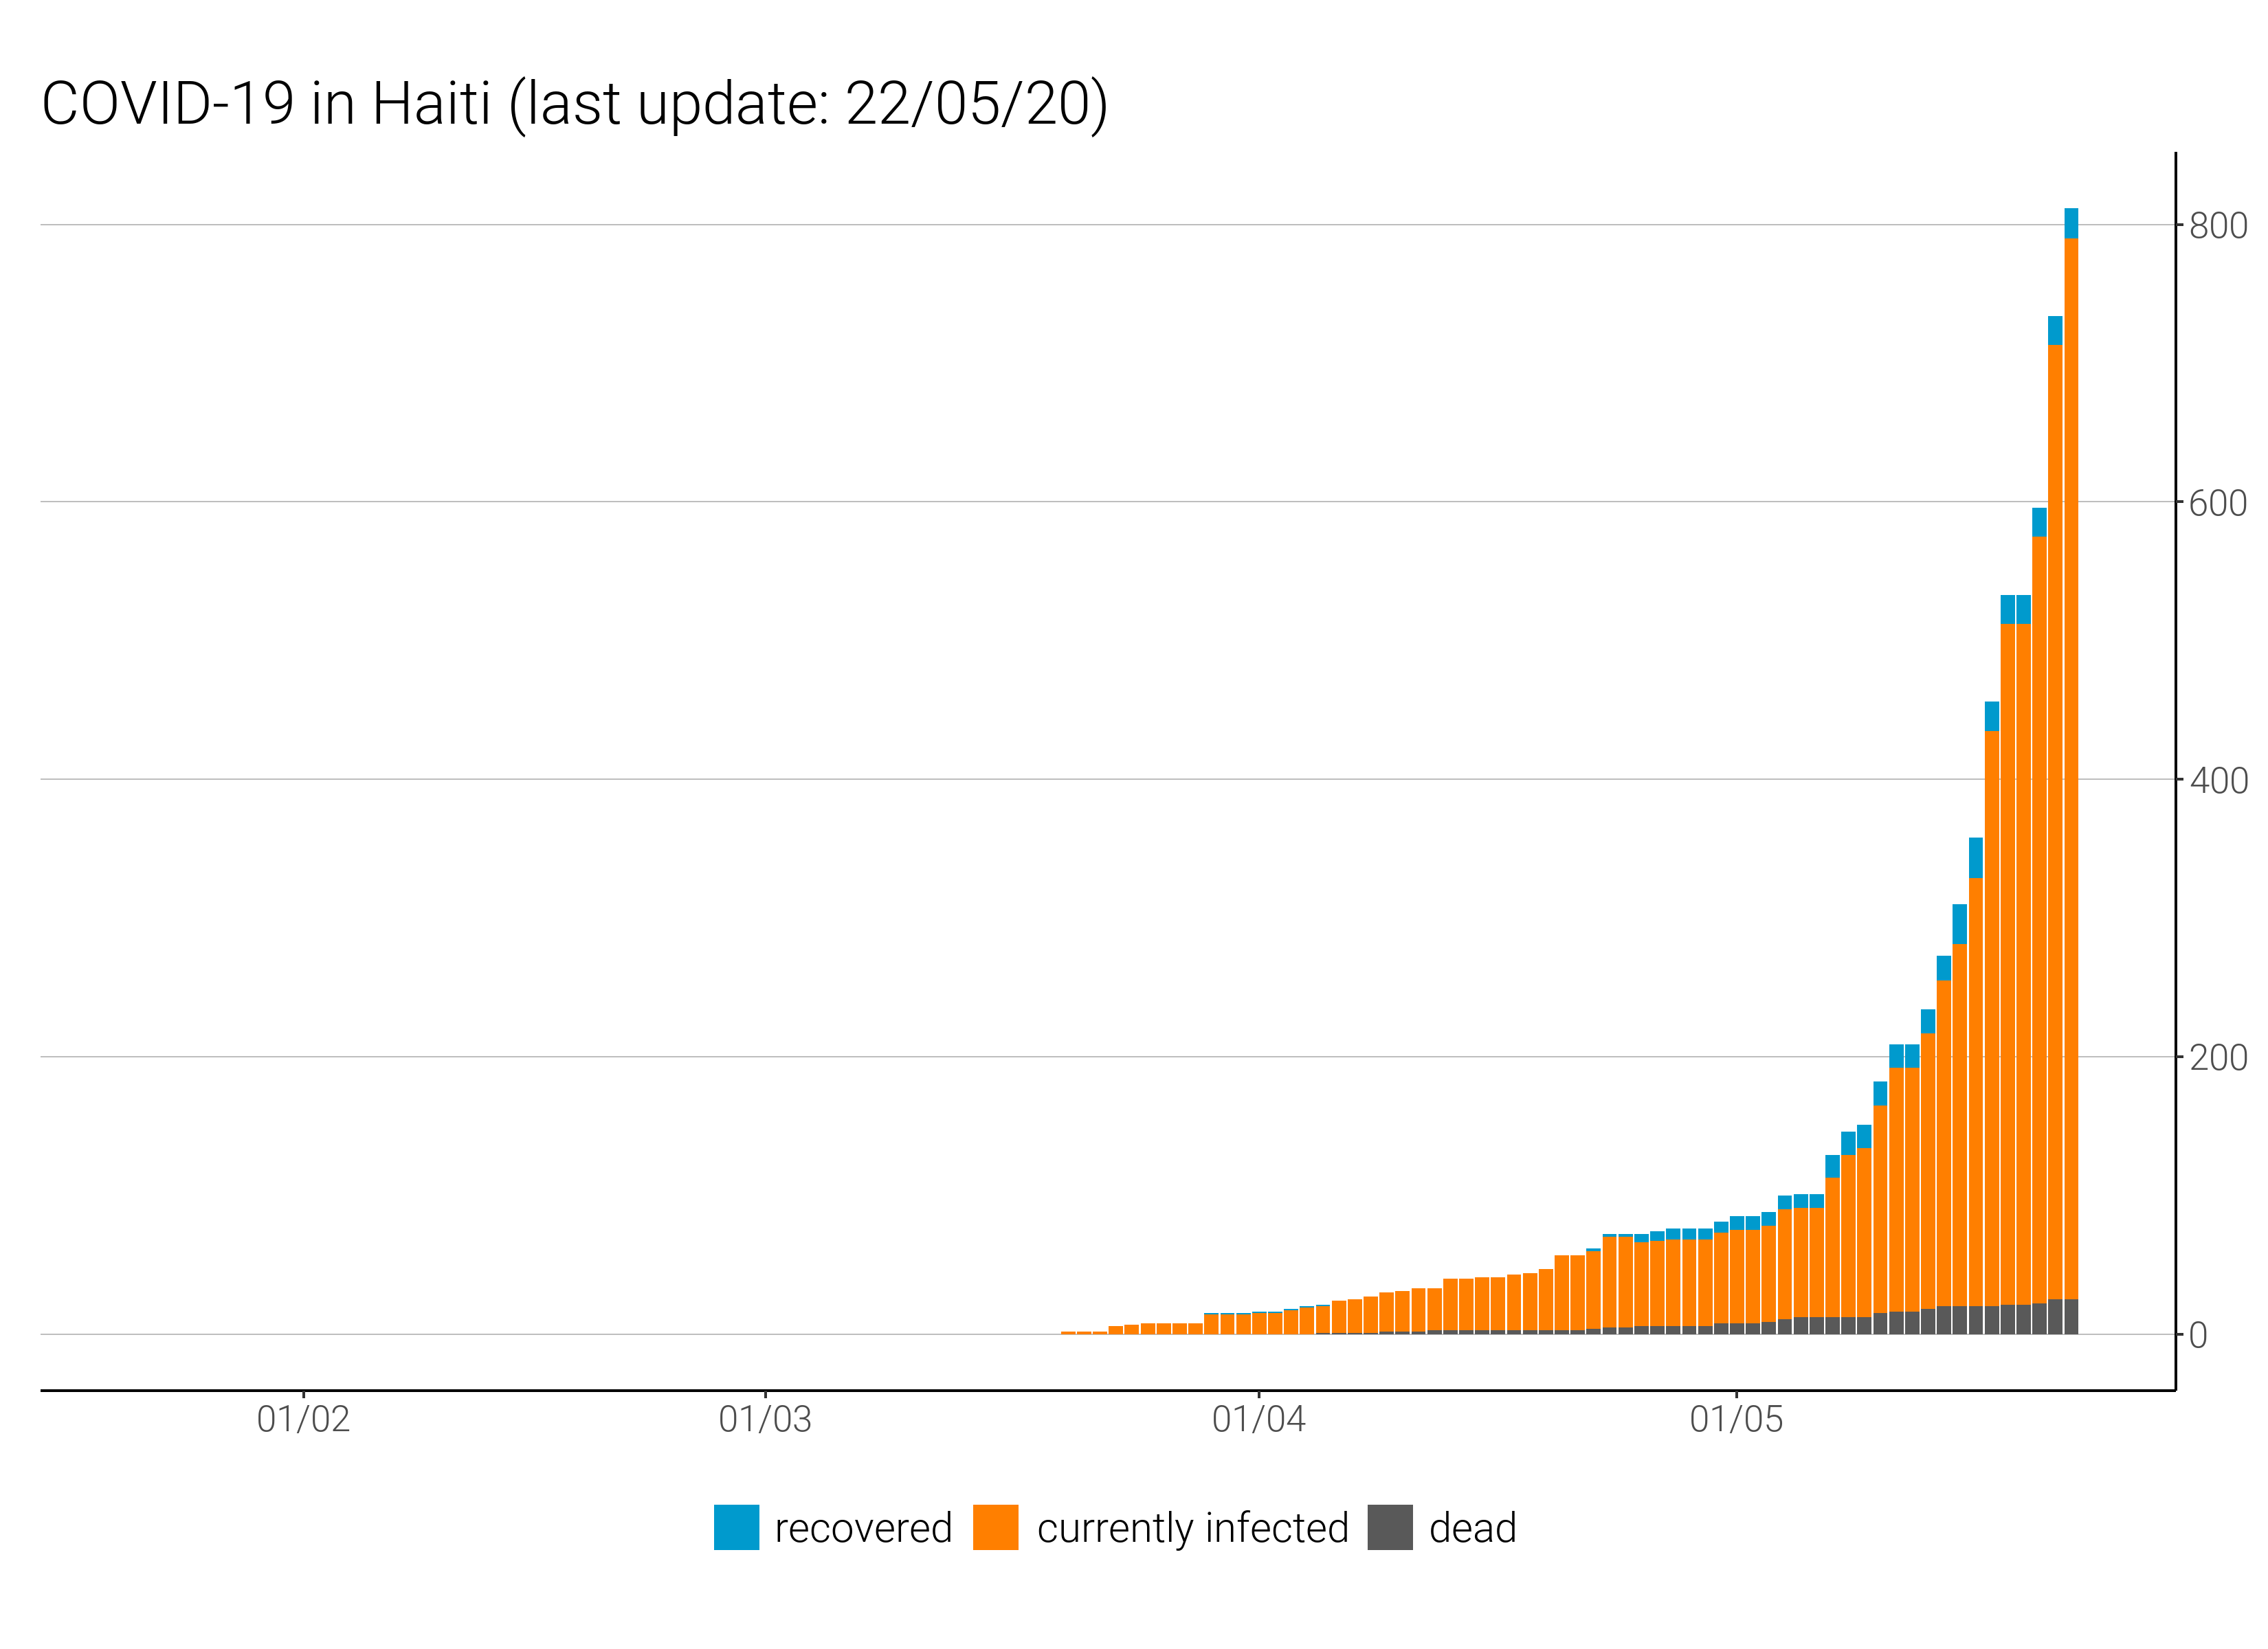 COVID-19 in Haiti (last update: 22/05/20)
800
600
400
200
0
01/02 01/03 01/04 01/05
recovered currently infected dead